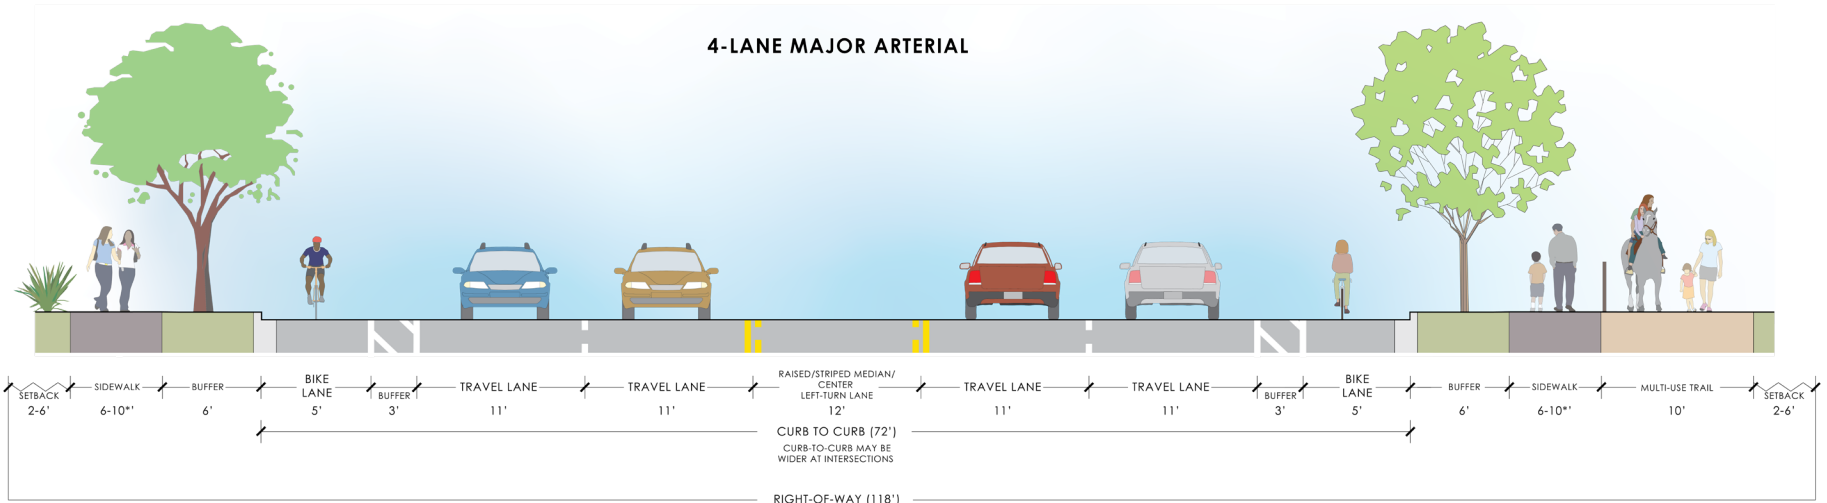 4-LANE MAJOR ARTERIAL
SETBACK
2-6'
SIDEWALK
6-10*'
BUFFER
6'
BIKE
LANE
5'
BUFFER
3'
TRAVEL LANE
11'
TRAVEL LANE
11'
RAISED/STRIPED MEDIAN/
CENTER
LEFT-TURN LANE
12'
TRAVEL LANE
11'
TRAVEL LANE
11'
BUFFER
3'
BIKE
LANE
5'
BUFFER
6'
SIDEWALK
6-10*'
MULTI-USE TRAIL
10'
SETBACK
2-6'
CURB TO CURB (72')
CURB-TO-CURB MAY BE
WIDER AT INTERSECTIONS
RIGHT-OF-WAY (118')